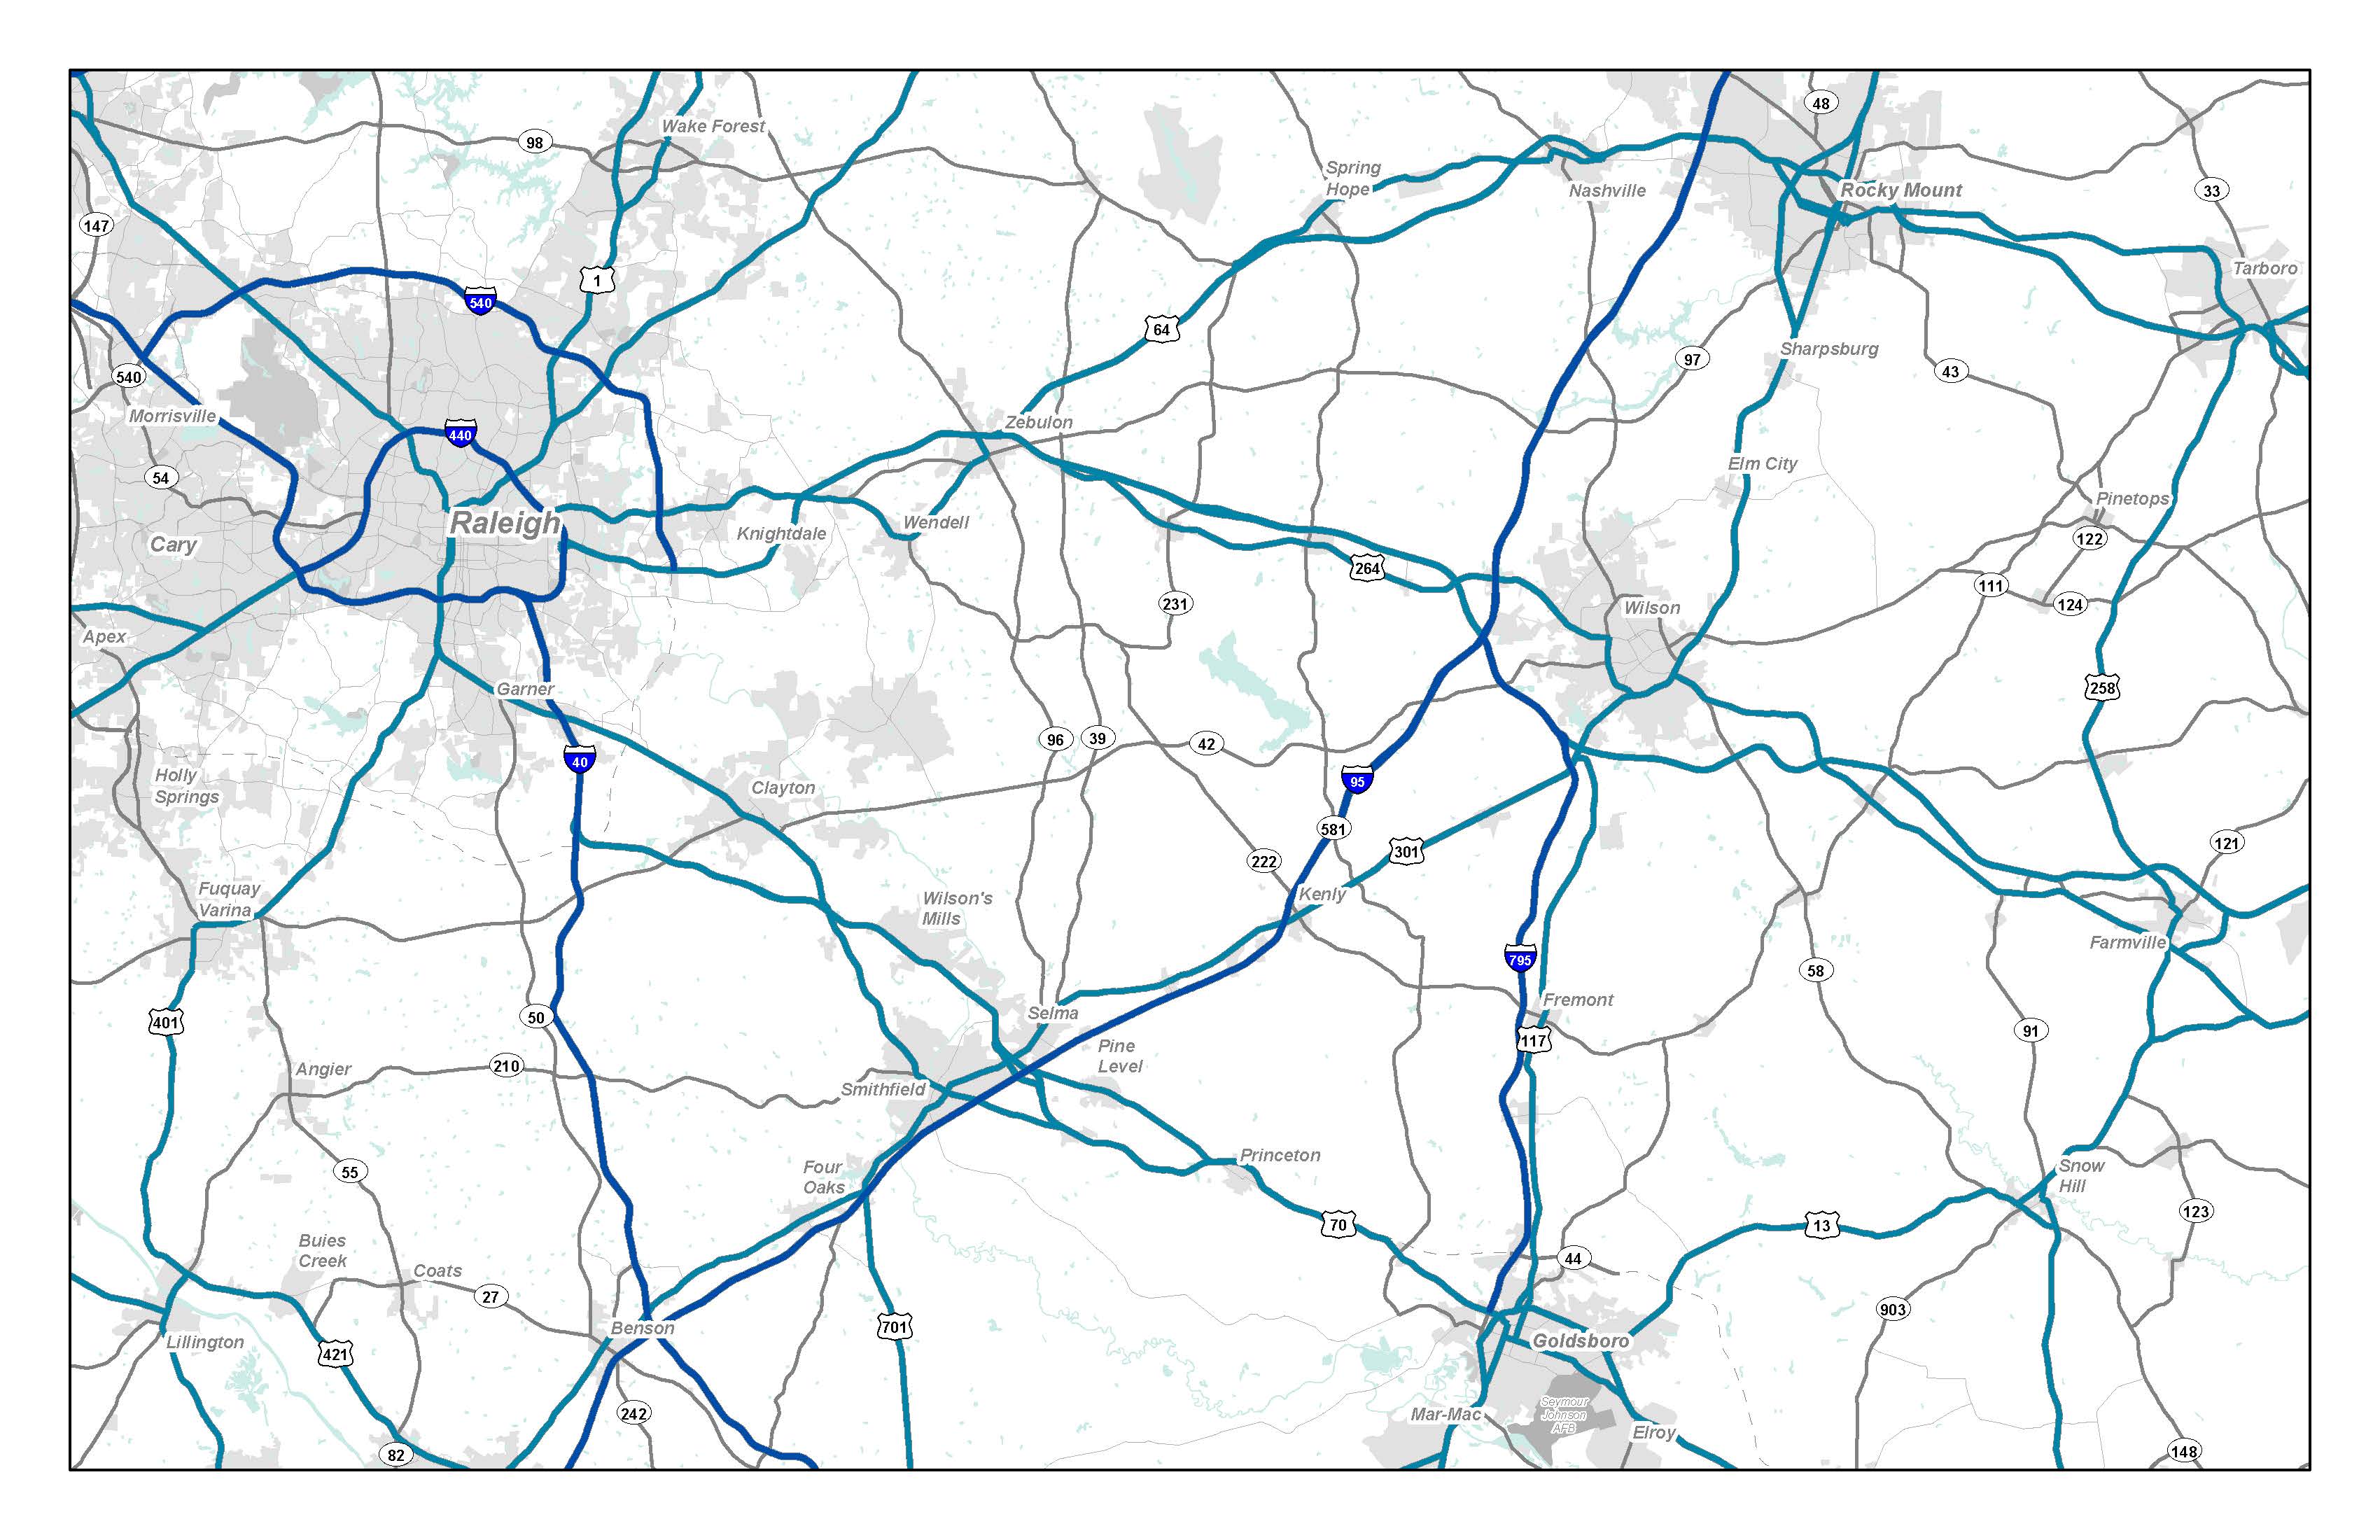 48
Wake Forest
98
Spring
Hope
Nashville
Rocky Mount
33
147
Tarboro
1
540
64
Sharpsburg
97
540
43
Morrisville
Zebulon
440
Elm City
54
Pinetops
Raleigh
Wendell
Knightdale
122
Cary
264
111
231
124
Wilson
Apex
Garner
258
96
39
42
40
Holly
Springs
Clayton
95
581
121
301
222
Fuquay
Varina
Kenly
Wilson's
Mills
Farmville
795
58
Fremont
Selma
50
401
91
117
Pine
Level
210
Angier
Smithfield
Princeton
Four
Oaks
55
Snow
Hill
123
70
13
Buies
Creek
44
Coats
27
903
Benson
701
Lillington
Goldsboro
421
Seymour
Johnson
AFB
242
Mar-Mac
Elroy
82
148